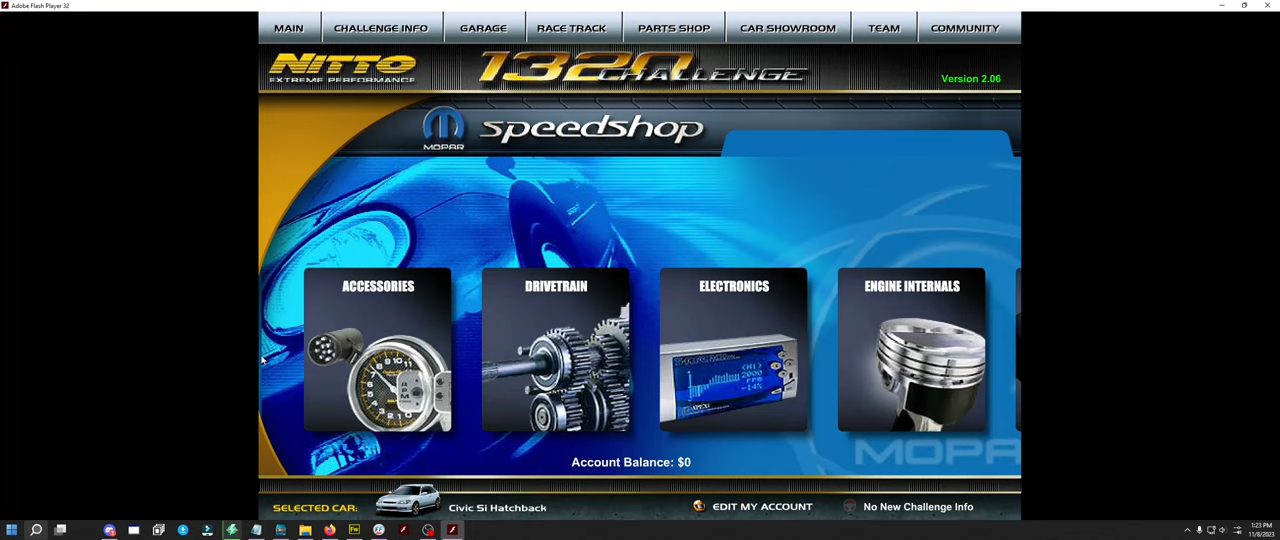 Adobe Flash Player 32
MAIN CHALLENGE INFO GARAGE RACE TRACK PARTS SHOP CAR SHOWROOM TEAM COMMUNITY
NITTO 1320 CHALLENGE
EXTREME PERFORMANCE
Version 2.06
MOPAR speedshop
ACCESSORIES DRIVETRAIN ELECTRONICS ENGINE INTERNALS
MOPA
Account Balance: $0
SELECTED CAR: Civic Si Hatchback EDIT MY ACCOUNT No New Challenge Info
1:23 PM
11/8/2023